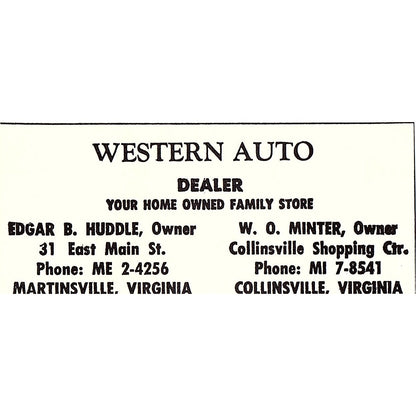 WESTERN AUTO
DEALER
YOUR HOME OWNED FAMILY STORE
EDGAR B. HUDDLE, Owner
31 East Main St.
Phone: ME 2-4256
MARTINSVILLE, VIRGINIA
W. O. MINTER, Owner
Collinsville Shopping Ctr.
Phone: MI 7-8541
COLLINSVILLE, VIRGINIA